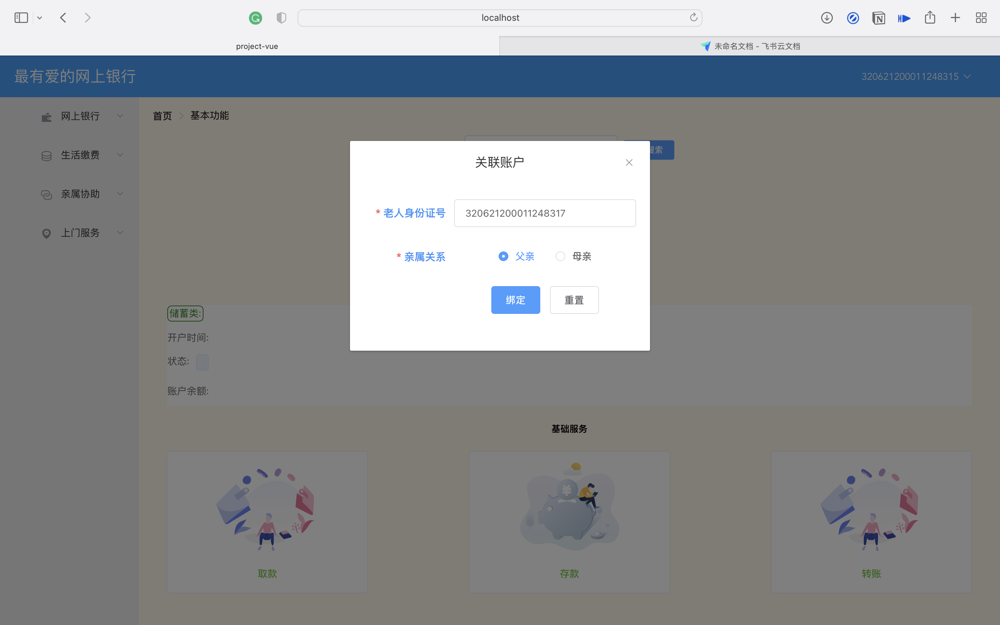 localhost
project-vue
未命名文档 - 飞书云文档
最有爱的网上银行
320621200011248315
网上银行
生活缴费
亲属协助
上门服务
首页
基本功能
搜索
关联账户
* 老人身份证号
320621200011248317
* 亲属关系
父亲
母亲
绑定
重置
储蓄类:
开户时间:
状态:
账户余额:
基础服务
取款
存款
转账